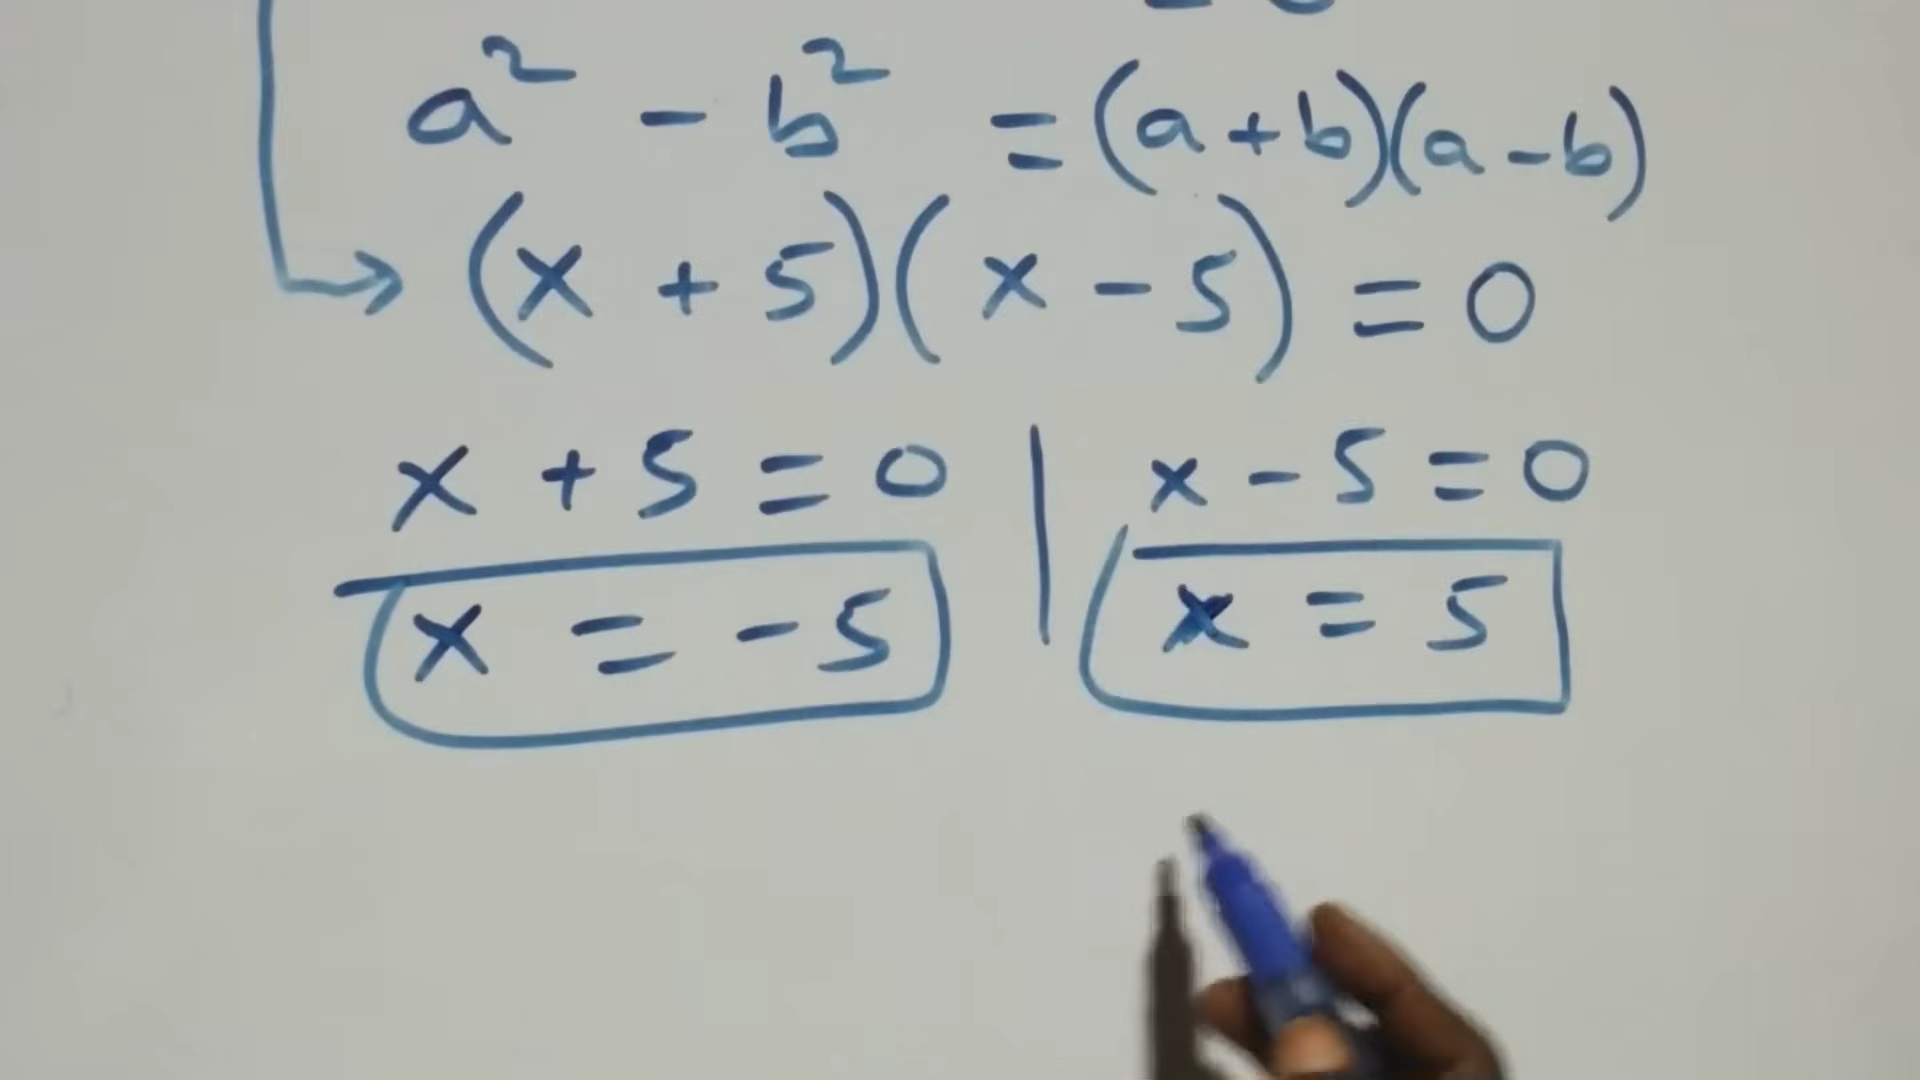 a² - b² = (a + b)(a - b)
(x + 5)(x - 5) = 0
x + 5 = 0 | x - 5 = 0
x = -5 | x = 5